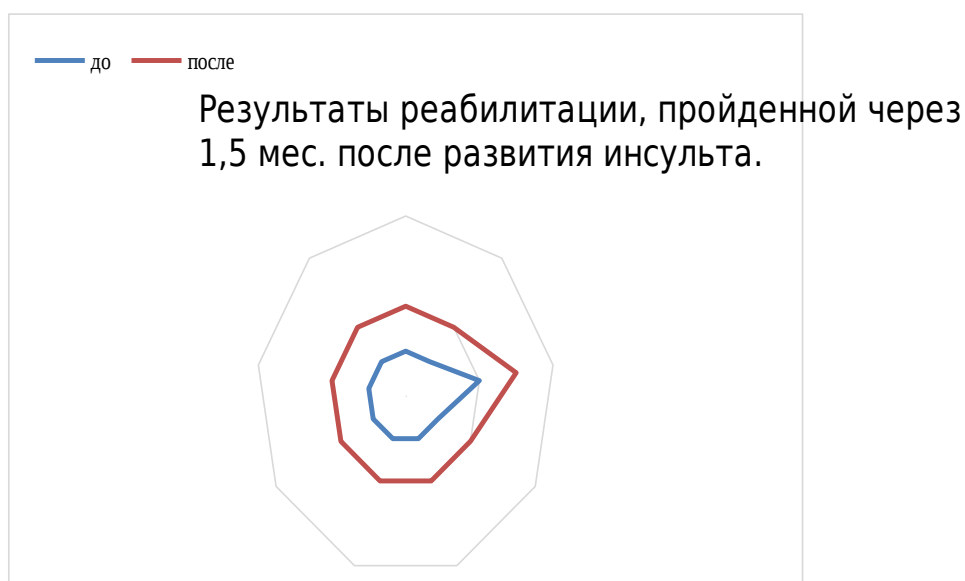 до после
Результаты реабилитации, пройденной через
1,5 мес. после развития инсульта.